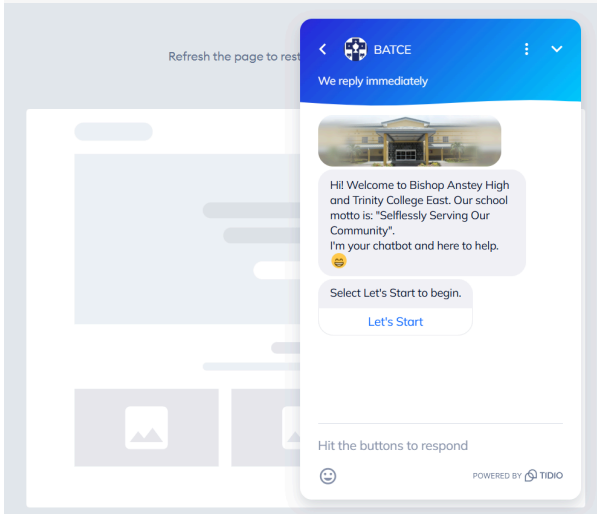 Refresh the page to rest
BATCE
We reply immediately
Hi! Welcome to Bishop Anstey High
and Trinity College East. Our school
motto is: "Selflessly Serving Our
Community".
I'm your chatbot and here to help.
😁
Select Let's Start to begin.
Let's Start
Hit the buttons to respond
POWERED BY TIDIO